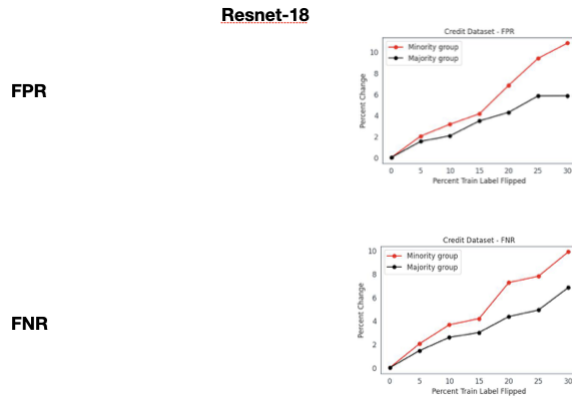 Resnet-18
FPR
Credit Dataset - FPR
Minority group
Majority group
Percent Change
10
8
6
4
2
0
0 5 10 15 20 25 30
Percent Train Label Flipped
FNR
Credit Dataset - FNR
Minority group
Majority group
Percent Change
10
8
6
4
2
0
0 5 10 15 20 25 30
Percent Train Label Flipped